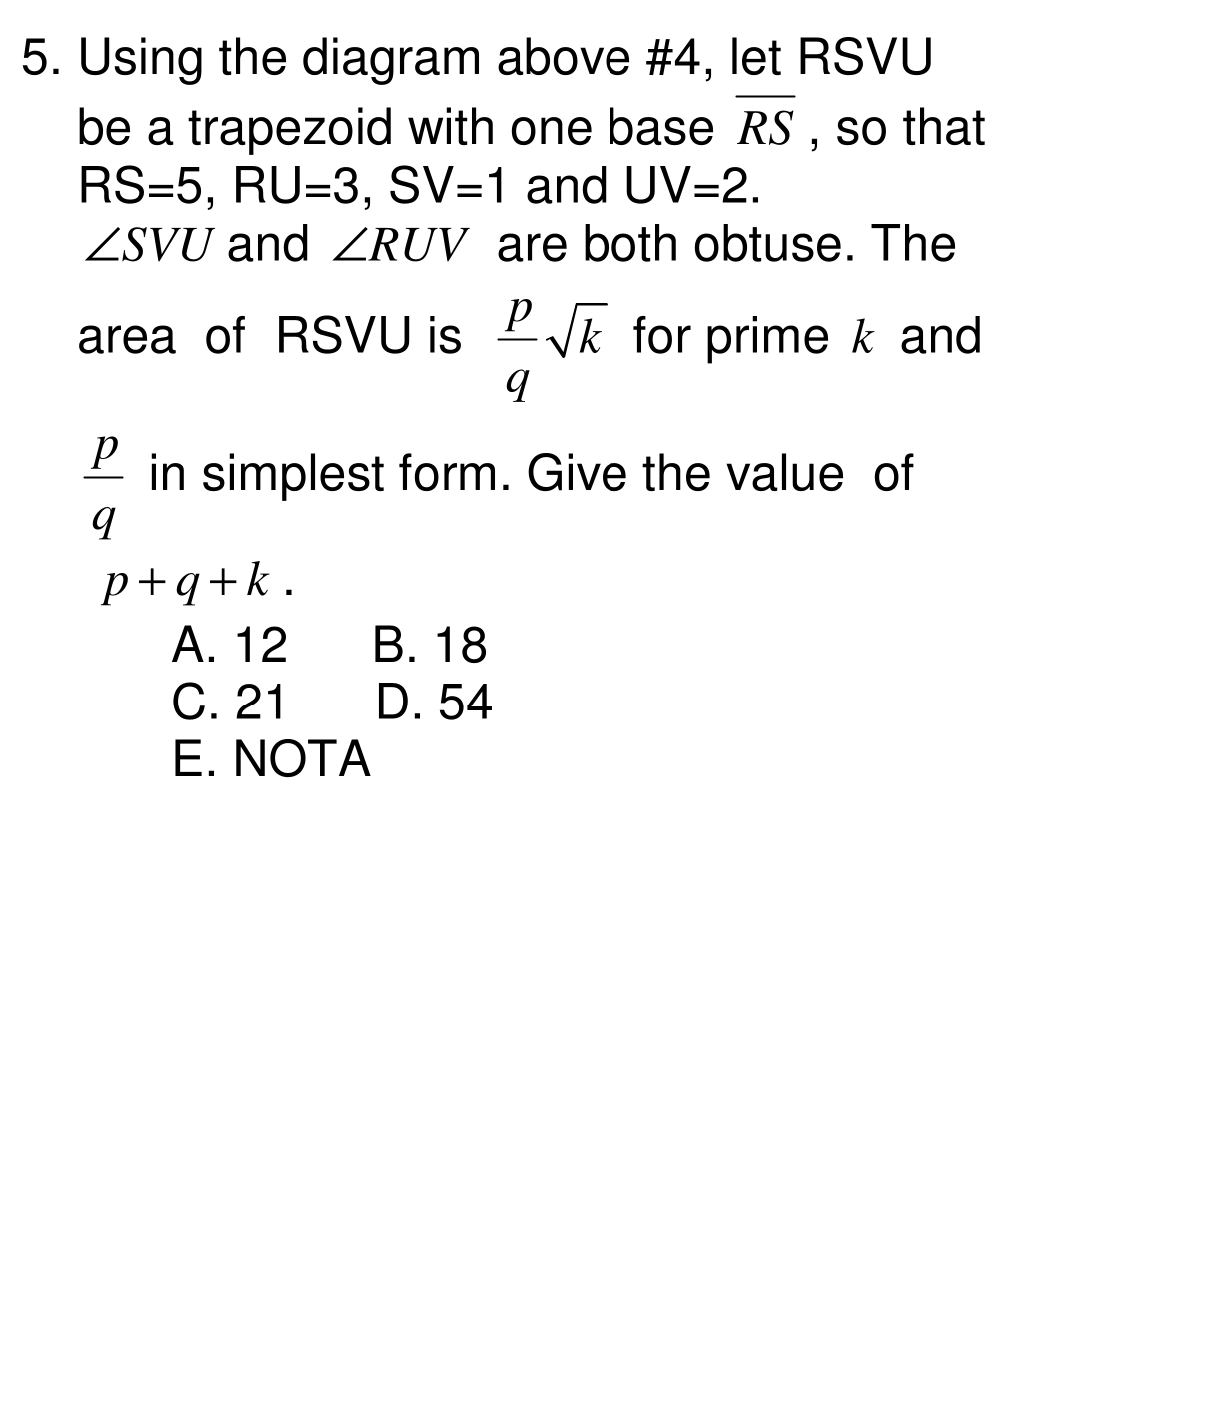 5. Using the diagram above #4, let RSVU
be a trapezoid with one base $\overline{RS}$, so that
RS=5, RU=3, SV=1 and UV=2.
∠SVU and ∠RUV are both obtuse. The
area of RSVU is $\frac{p}{q}\sqrt{k}$ for prime k and
$\frac{p}{q}$ in simplest form. Give the value of
p+q+k.
A. 12 B. 18
C. 21 D. 54
E. NOTA